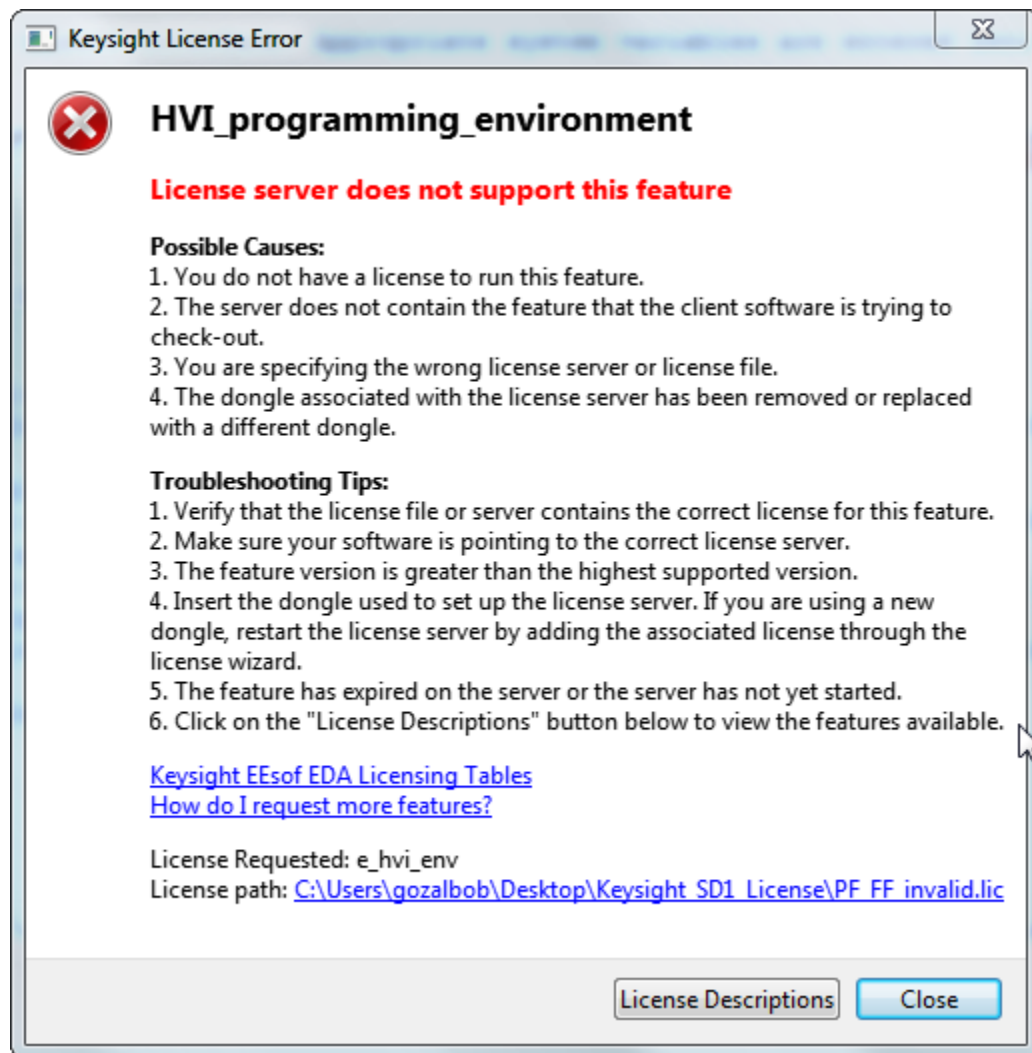 Keysight License Error
HVI_programming_environment
License server does not support this feature
Possible Causes:
1. You do not have a license to run this feature.
2. The server does not contain the feature that the client software is trying to
check-out.
3. You are specifying the wrong license server or license file.
4. The dongle associated with the license server has been removed or replaced
with a different dongle.
Troubleshooting Tips:
1. Verify that the license file or server contains the correct license for this feature.
2. Make sure your software is pointing to the correct license server.
3. The feature version is greater than the highest supported version.
4. Insert the dongle used to set up the license server. If you are using a new
dongle, restart the license server by adding the associated license through the
license wizard.
5. The feature has expired on the server or the server has not yet started.
6. Click on the "License Descriptions" button below to view the features available.
Keysight EEsof EDA Licensing Tables
How do I request more features?
License Requested: e_hvi_env
License path: C:\Users\gozalbob\Desktop\Keysight_SD1_License\PF_FF_invalid.lic
License Descriptions
Close